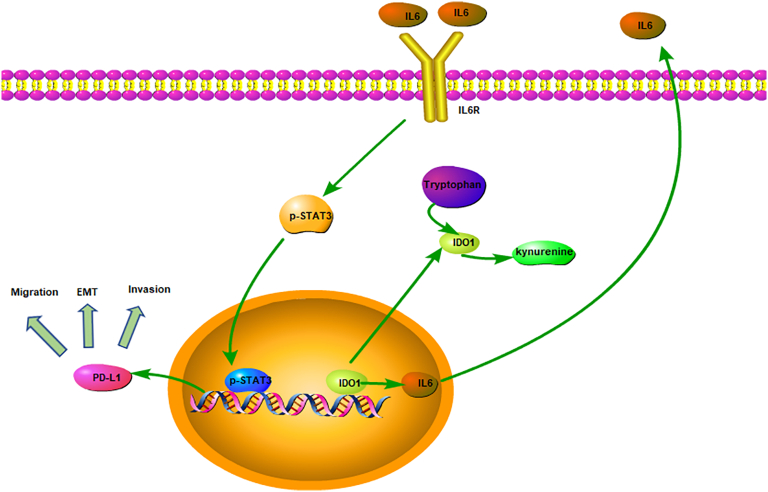 IL6
IL6
IL6
IL6R
Tryptophan
p-STAT3
IDO1
kynurenine
Migration
EMT
Invasion
PD-L1
p-STAT3
IDO1
IL6